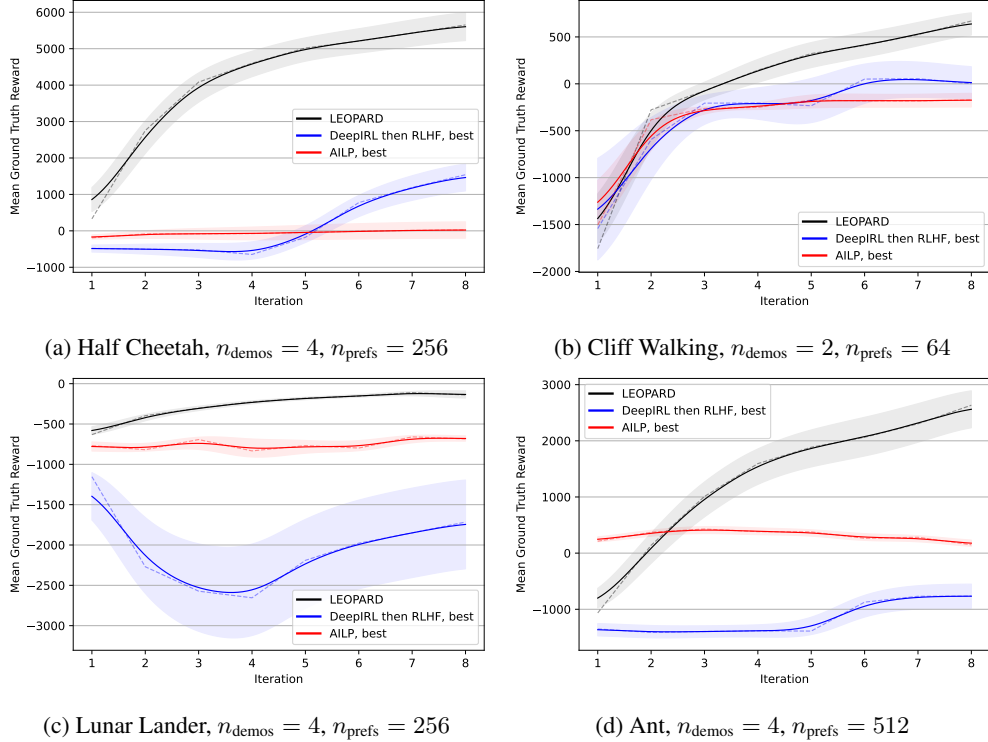 6000
5000
4000
3000
2000
1000
0
−1000
Mean Ground Truth Reward
LEOPARD
DeepIRL then RLHF, best
AILP, best
1 2 3 4 5 6 7 8
Iteration
(a) Half Cheetah, n_demos = 4, n_prefs = 256
500
0
−500
−1000
−1500
−2000
Mean Ground Truth Reward
LEOPARD
DeepIRL then RLHF, best
AILP, best
1 2 3 4 5 6 7 8
Iteration
(b) Cliff Walking, n_demos = 2, n_prefs = 64
0
−500
−1000
−1500
−2000
−2500
−3000
Mean Ground Truth Reward
LEOPARD
DeepIRL then RLHF, best
AILP, best
1 2 3 4 5 6 7 8
Iteration
(c) Lunar Lander, n_demos = 4, n_prefs = 256
3000
2000
1000
0
−1000
Mean Ground Truth Reward
LEOPARD
DeepIRL then RLHF, best
AILP, best
1 2 3 4 5 6 7 8
Iteration
(d) Ant, n_demos = 4, n_prefs = 512